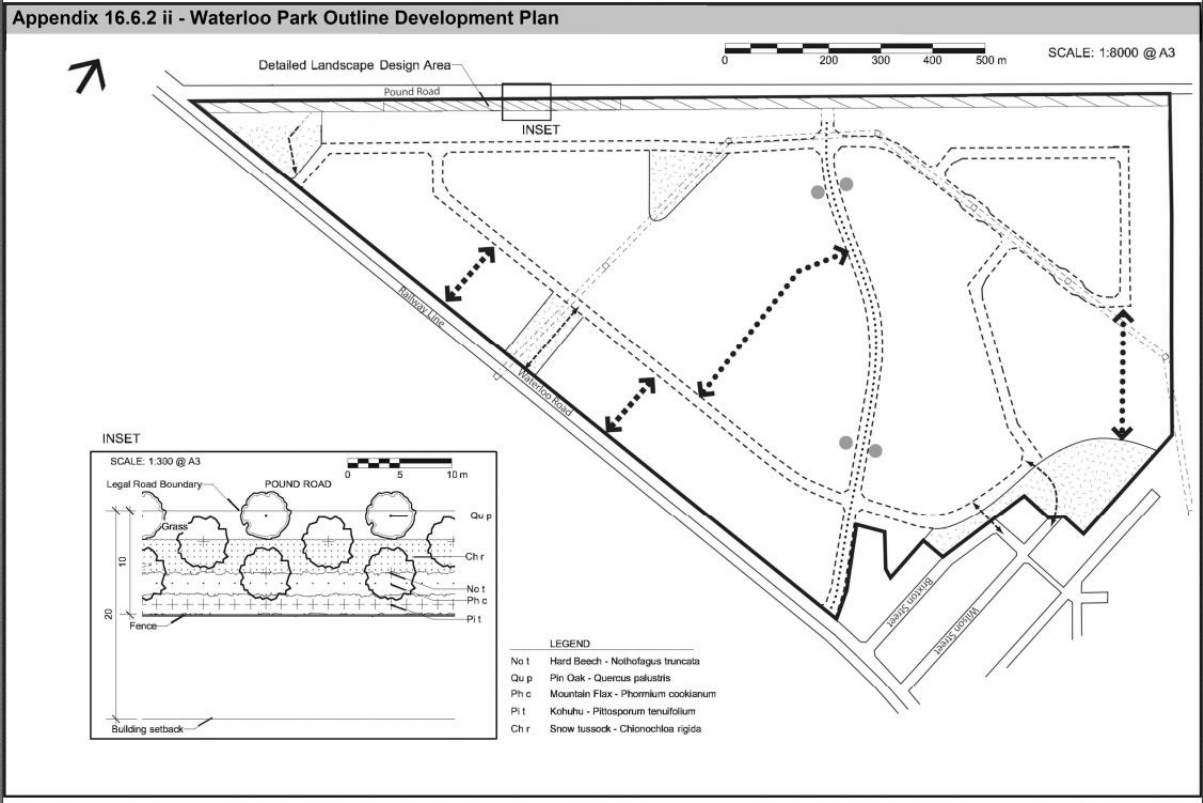 Appendix 16.6.2 ii - Waterloo Park Outline Development Plan
0 200 300 400 500 m
SCALE: 1:8000 @ A3
Detailed Landscape Design Area
Pound Road
INSET
Railway Line
Waterloo Road
Brixton Street
Wilson Street
INSET
SCALE: 1:300 @ A3
0 5 10 m
Legal Road Boundary
POUND ROAD
Grass
Qu p
Ch r
No t
Ph c
Pi t
10
20
Fence
Building setback
LEGEND
No t Hard Beech - Nothofagus truncata
Qu p Pin Oak - Quercus palustris
Ph c Mountain Flax - Phormium cookianum
Pi t Kohuhu - Pittosporum tenuifolium
Ch r Snow tussock - Chionochloa rigida